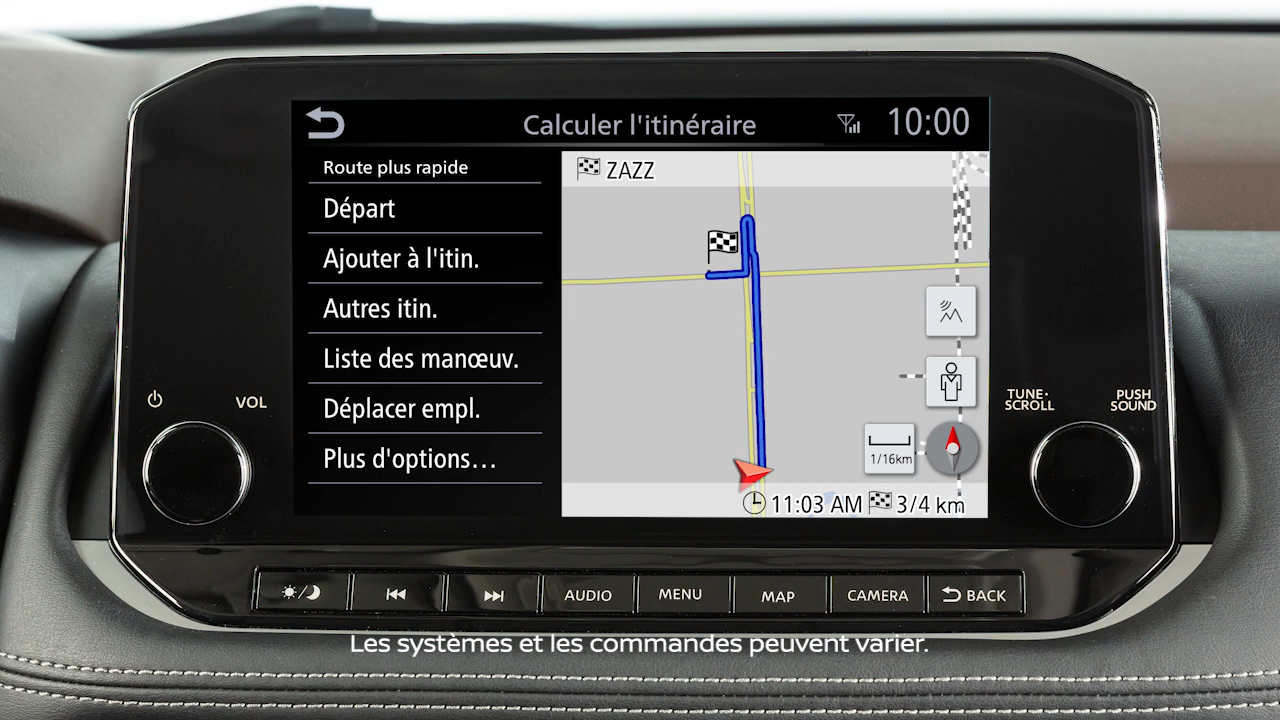 Calculer l'itinéraire
10:00
Route plus rapide
Départ
Ajouter à l'itin.
Autres itin.
Liste des manœuv.
Déplacer empl.
Plus d'options...
ZAZZ
1/16km
11:03 AM 3/4 km
VOL
TUNE·
SCROLL
PUSH
SOUND
AUDIO
MENU
MAP
CAMERA
BACK
Les systèmes et les commandes peuvent varier.